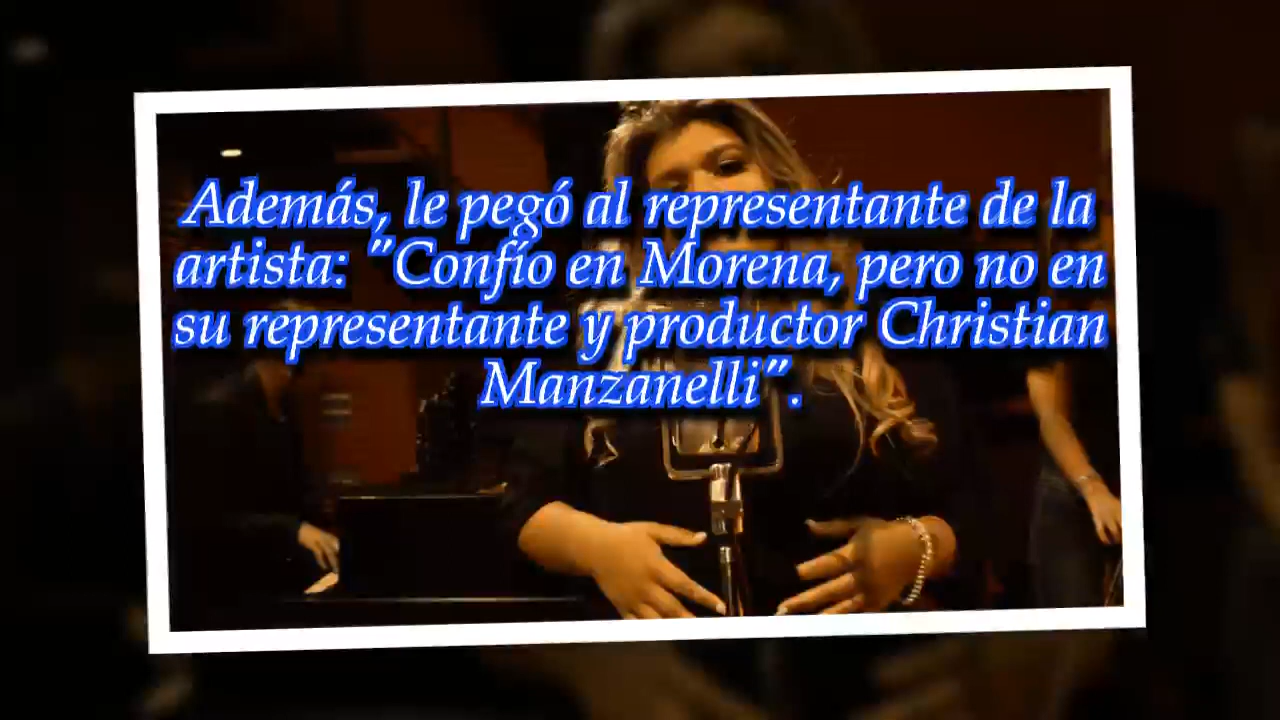 Además, le pegó al representante de la
artista: "Confío en Morena, pero no en
su representante y productor Christian
Manzanelli".